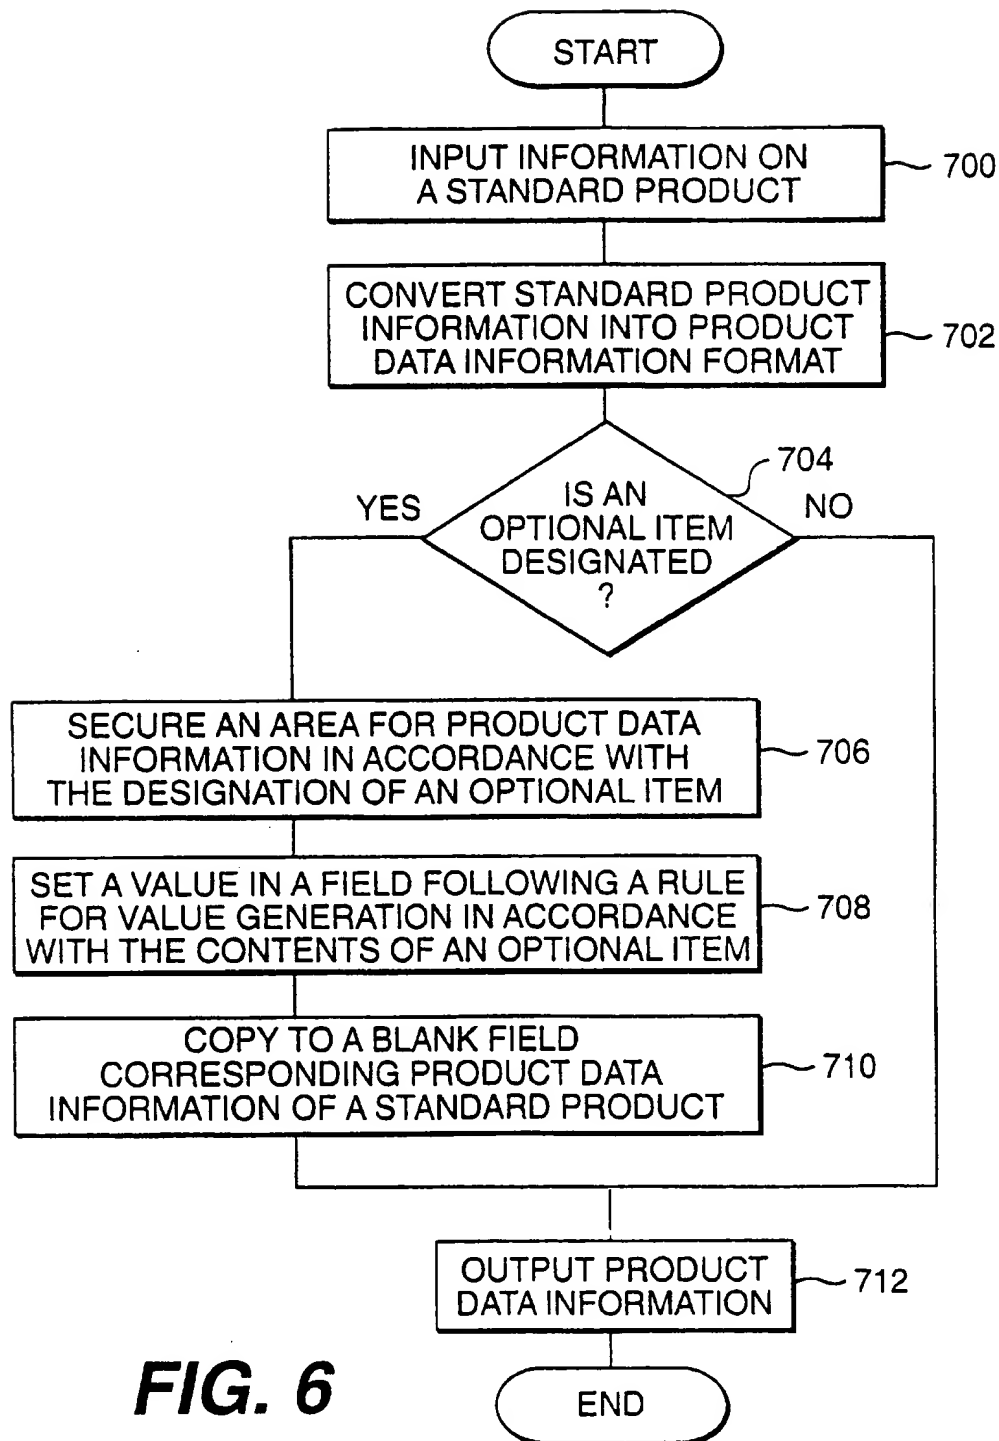 START
INPUT INFORMATION ON
A STANDARD PRODUCT
700
CONVERT STANDARD PRODUCT
INFORMATION INTO PRODUCT
DATA INFORMATION FORMAT
702
704
YES
NO
IS AN
OPTIONAL ITEM
DESIGNATED
?
SECURE AN AREA FOR PRODUCT DATA
INFORMATION IN ACCORDANCE WITH
THE DESIGNATION OF AN OPTIONAL ITEM
706
SET A VALUE IN A FIELD FOLLOWING A RULE
FOR VALUE GENERATION IN ACCORDANCE
WITH THE CONTENTS OF AN OPTIONAL ITEM
708
COPY TO A BLANK FIELD
CORRESPONDING PRODUCT DATA
INFORMATION OF A STANDARD PRODUCT
710
OUTPUT PRODUCT
DATA INFORMATION
712
END
FIG. 6